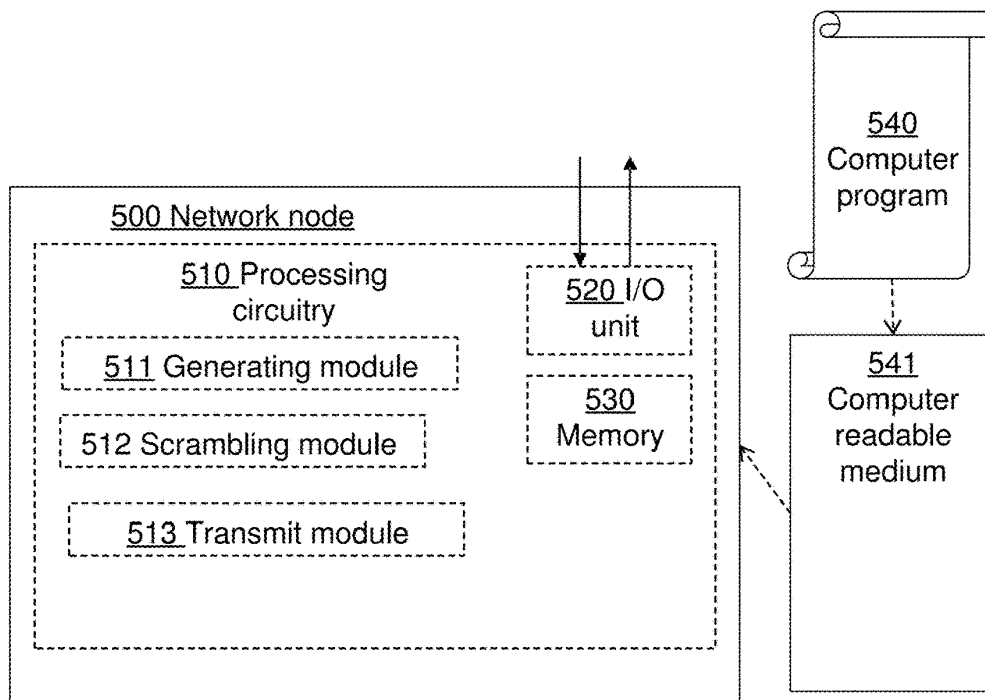 540
Computer
program
500 Network node
510 Processing
circuitry
520 I/O
unit
511 Generating module
530
Memory
512 Scrambling module
513 Transmit module
541
Computer
readable
medium